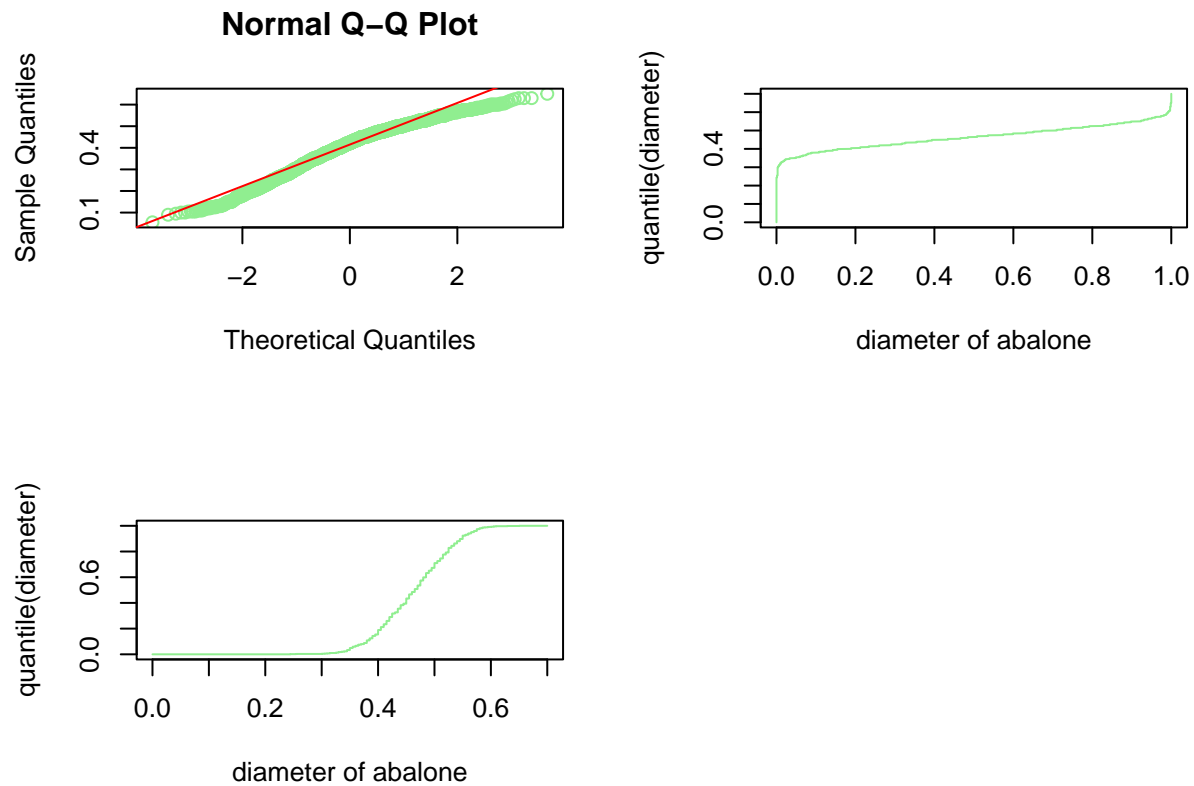 Normal Q−Q Plot
Sample Quantiles
0.1 0.4
−2 0 2
Theoretical Quantiles
quantile(diameter)
0.0 0.4
0.0 0.2 0.4 0.6 0.8 1.0
diameter of abalone
quantile(diameter)
0.0 0.6
0.0 0.2 0.4 0.6
diameter of abalone